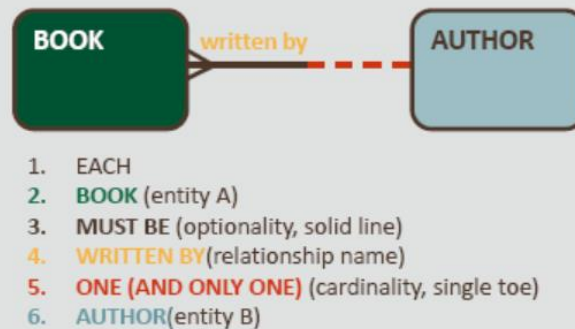 BOOK written by AUTHOR
1. EACH
2. BOOK (entity A)
3. MUST BE (optionality, solid line)
4. WRITTEN BY(relationship name)
5. ONE (AND ONLY ONE) (cardinality, single toe)
6. AUTHOR(entity B)